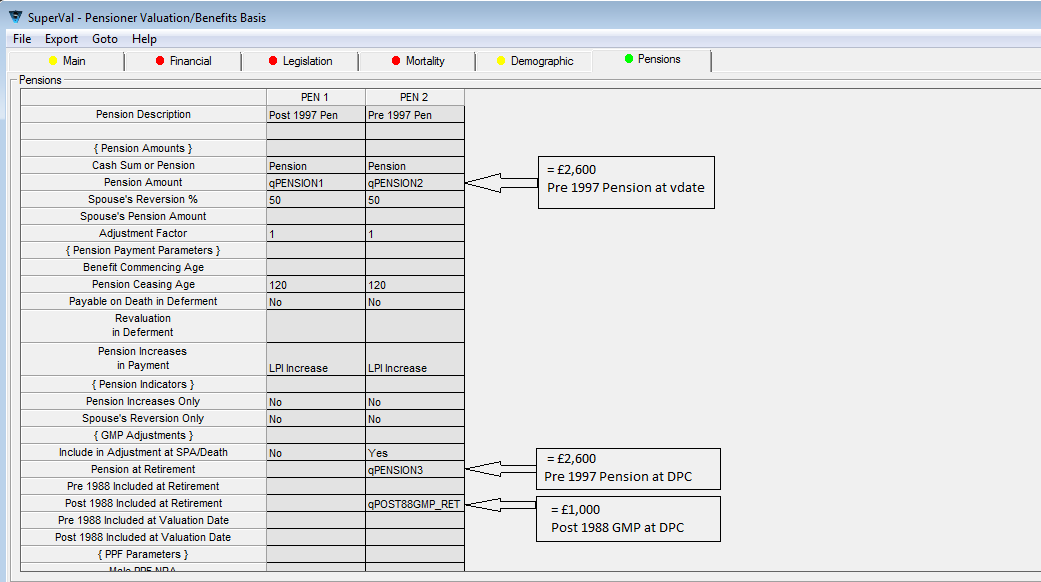 SuperVal - Pensioner Valuation/Benefits Basis
File Export Goto Help
Main Financial Legislation Mortality Demographic Pensions
Pensions
PEN 1 PEN 2
Pension Description Post 1997 Pen Pre 1997 Pen
{ Pension Amounts }
Cash Sum or Pension Pension Pension
Pension Amount qPENSION1 qPENSION2
Spouse's Reversion % 50 50
Spouse's Pension Amount
Adjustment Factor 1 1
{ Pension Payment Parameters }
Benefit Commencing Age
Pension Ceasing Age 120 120
Payable on Death in Deferment No No
Revaluation
in Deferment
Pension Increases
in Payment LPI Increase LPI Increase
{ Pension Indicators }
Pension Increases Only No No
Spouse's Reversion Only No No
{ GMP Adjustments }
Include in Adjustment at SPA/Death No Yes
Pension at Retirement qPENSION3
Pre 1988 Included at Retirement
Post 1988 Included at Retirement qPOST88GMP_RET
Pre 1988 Included at Valuation Date
Post 1988 Included at Valuation Date
{ PPF Parameters }
Male PPF NRA
= £2,600
Pre 1997 Pension at vdate
= £2,600
Pre 1997 Pension at DPC
= £1,000
Post 1988 GMP at DPC